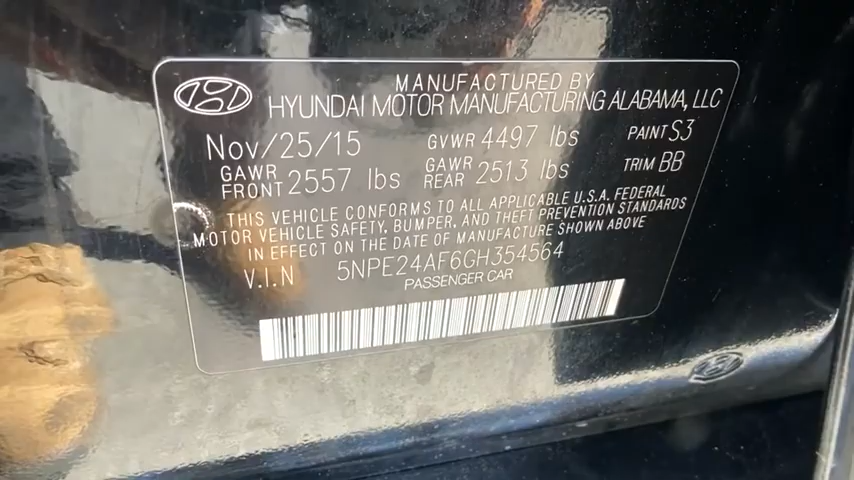 MANUFACTURED BY
HYUNDAI MOTOR MANUFACTURING ALABAMA, LLC
Nov/25/15 GVWR 4497 lbs PAINT S3
GAWR FRONT 2557 lbs GAWR REAR 2513 lbs TRIM BB
THIS VEHICLE CONFORMS TO ALL APPLICABLE U.S.A. FEDERAL
MOTOR VEHICLE SAFETY, BUMPER, AND THEFT PREVENTION STANDARDS
IN EFFECT ON THE DATE OF MANUFACTURE SHOWN ABOVE
V.I.N 5NPE24AF6GH354564
PASSENGER CAR